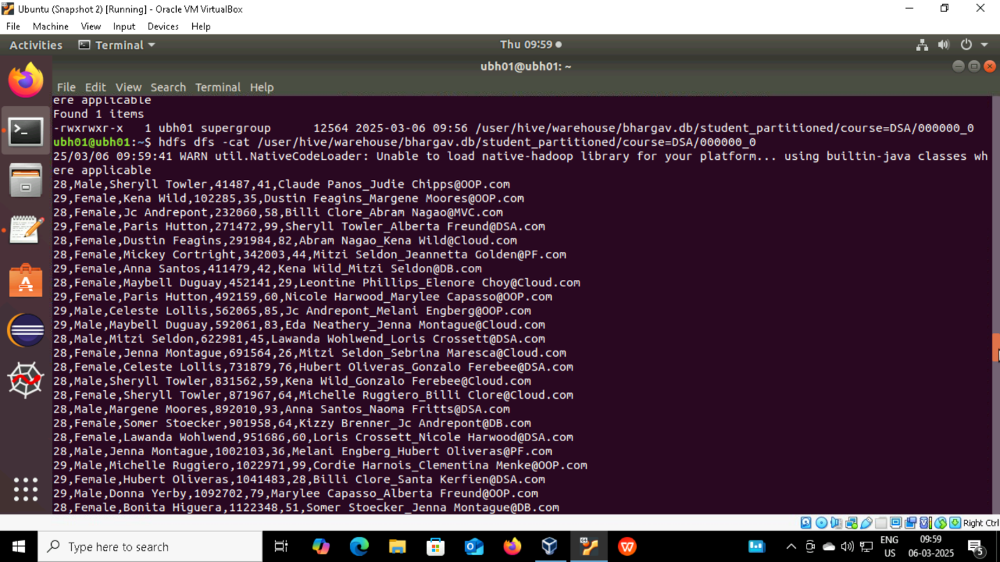 Ubuntu (Snapshot 2) [Running] - Oracle VM VirtualBox
File Machine View Input Devices Help
Activities Terminal Thu 09:59
ubh01@ubh01: ~
File Edit View Search Terminal Help
ere applicable
Found 1 items
-rwxrwxr-x   1 ubh01 supergroup      12564 2025-03-06 09:56 /user/hive/warehouse/bhargav.db/student_partitioned/course=DSA/000000_0
ubh01@ubh01:~$ hdfs dfs -cat /user/hive/warehouse/bhargav.db/student_partitioned/course=DSA/000000_0
25/03/06 09:59:41 WARN util.NativeCodeLoader: Unable to load native-hadoop library for your platform... using builtin-java classes wh
ere applicable
28,Male,Sheryll Towler,41487,41,Claude Panos_Judie Chipps@OOP.com
29,Female,Kena Wild,102285,35,Dustin Feagins_Margene Moores@OOP.com
28,Female,Jc Andrepont,232060,58,Billi Clore_Abram Nagao@MVC.com
29,Female,Paris Hutton,271472,99,Sheryll Towler_Alberta Freund@DSA.com
28,Female,Dustin Feagins,291984,82,Abram Nagao_Kena Wild@Cloud.com
28,Female,Mickey Cortright,342003,44,Mitzi Seldon_Jeannetta Golden@PF.com
29,Female,Anna Santos,411479,42,Kena Wild_Mitzi Seldon@DB.com
28,Female,Maybell Duguay,452141,29,Leontine Phillips_Elenore Choy@Cloud.com
28,Female,Paris Hutton,492159,60,Nicole Harwood_Marylee Capasso@OOP.com
29,Male,Celeste Lollis,562065,85,Jc Andrepont_Melani Engberg@OOP.com
29,Male,Maybell Duguay,592061,83,Eda Neathery_Jenna Montague@Cloud.com
28,Male,Mitzi Seldon,622981,45,Lawanda Wohlwend_Loris Crossett@DSA.com
28,Female,Jenna Montague,691564,26,Mitzi Seldon_Sebrina Maresca@Cloud.com
28,Female,Celeste Lollis,731879,76,Hubert Oliveras_Gonzalo Ferebee@DSA.com
28,Male,Sheryll Towler,831562,59,Kena Wild_Gonzalo Ferebee@Cloud.com
28,Female,Sheryll Towler,871967,64,Michelle Ruggiero_Billi Clore@Cloud.com
28,Male,Margene Moores,892010,93,Anna Santos_Naoma Fritts@DSA.com
28,Female,Somer Stoecker,901958,64,Kizzy Brenner_Jc Andrepont@DB.com
28,Female,Lawanda Wohlwend,951686,60,Loris Crossett_Nicole Harwood@DSA.com
28,Male,Jenna Montague,1002103,36,Melani Engberg_Hubert Oliveras@PF.com
29,Male,Michelle Ruggiero,1022971,99,Cordie Harnois_Clementina Menke@OOP.com
29,Female,Hubert Oliveras,1041483,28,Billi Clore_Santa Kerfien@DSA.com
29,Male,Donna Yerby,1092702,79,Marylee Capasso_Alberta Freund@OOP.com
28,Female,Bonita Higuera,1122348,51,Somer Stoecker_Jenna Montague@DB.com
Right Ctrl
Type here to search
ENG
US
09:59
06-03-2025
5